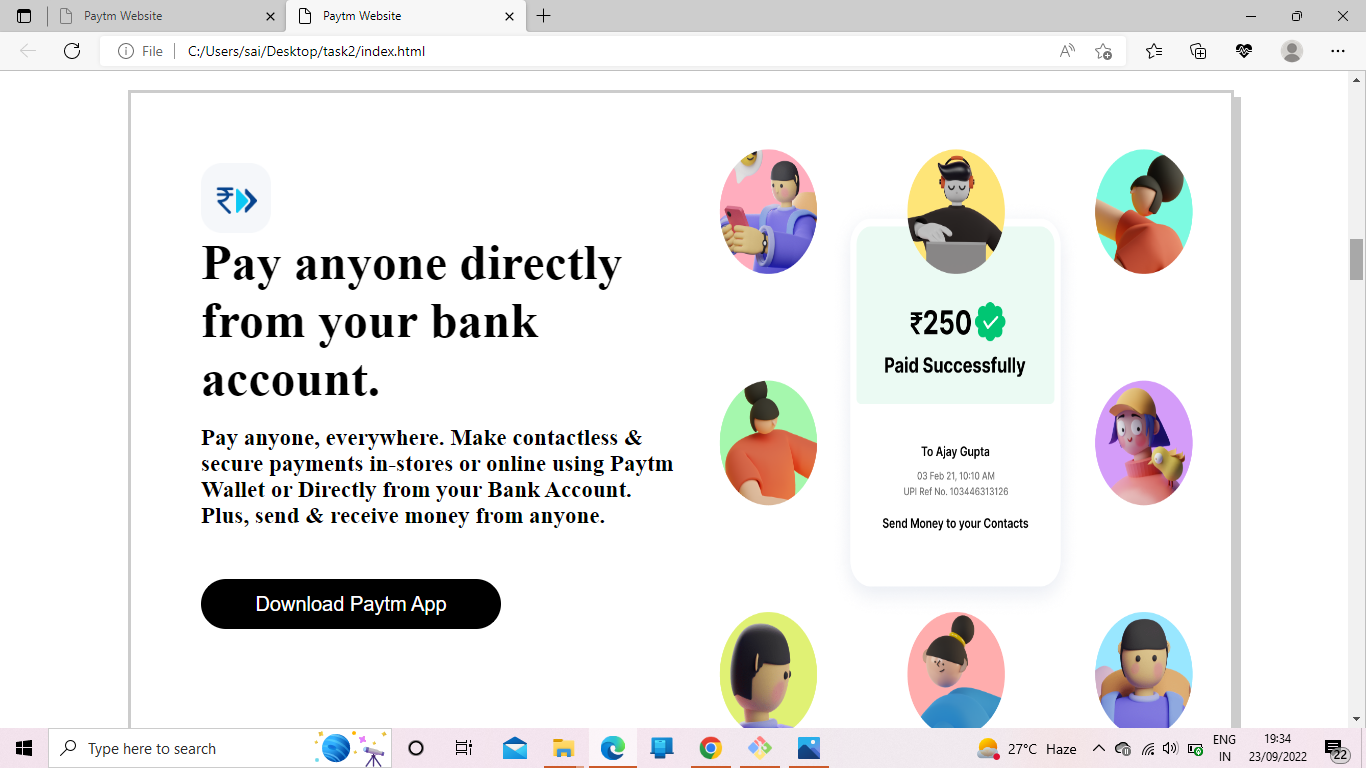 Paytm Website
Paytm Website
File
C:/Users/sai/Desktop/task2/index.html
₹
Pay anyone directly
from your bank
account.
Pay anyone, everywhere. Make contactless &
secure payments in-stores or online using Paytm
Wallet or Directly from your Bank Account.
Plus, send & receive money from anyone.
Download Paytm App
₹250
Paid Successfully
To Ajay Gupta
03 Feb 21, 10:10 AM
UPI Ref No. 103446313126
Send Money to your Contacts
Type here to search
27°C Haze
ENG
IN
19:34
23/09/2022
22